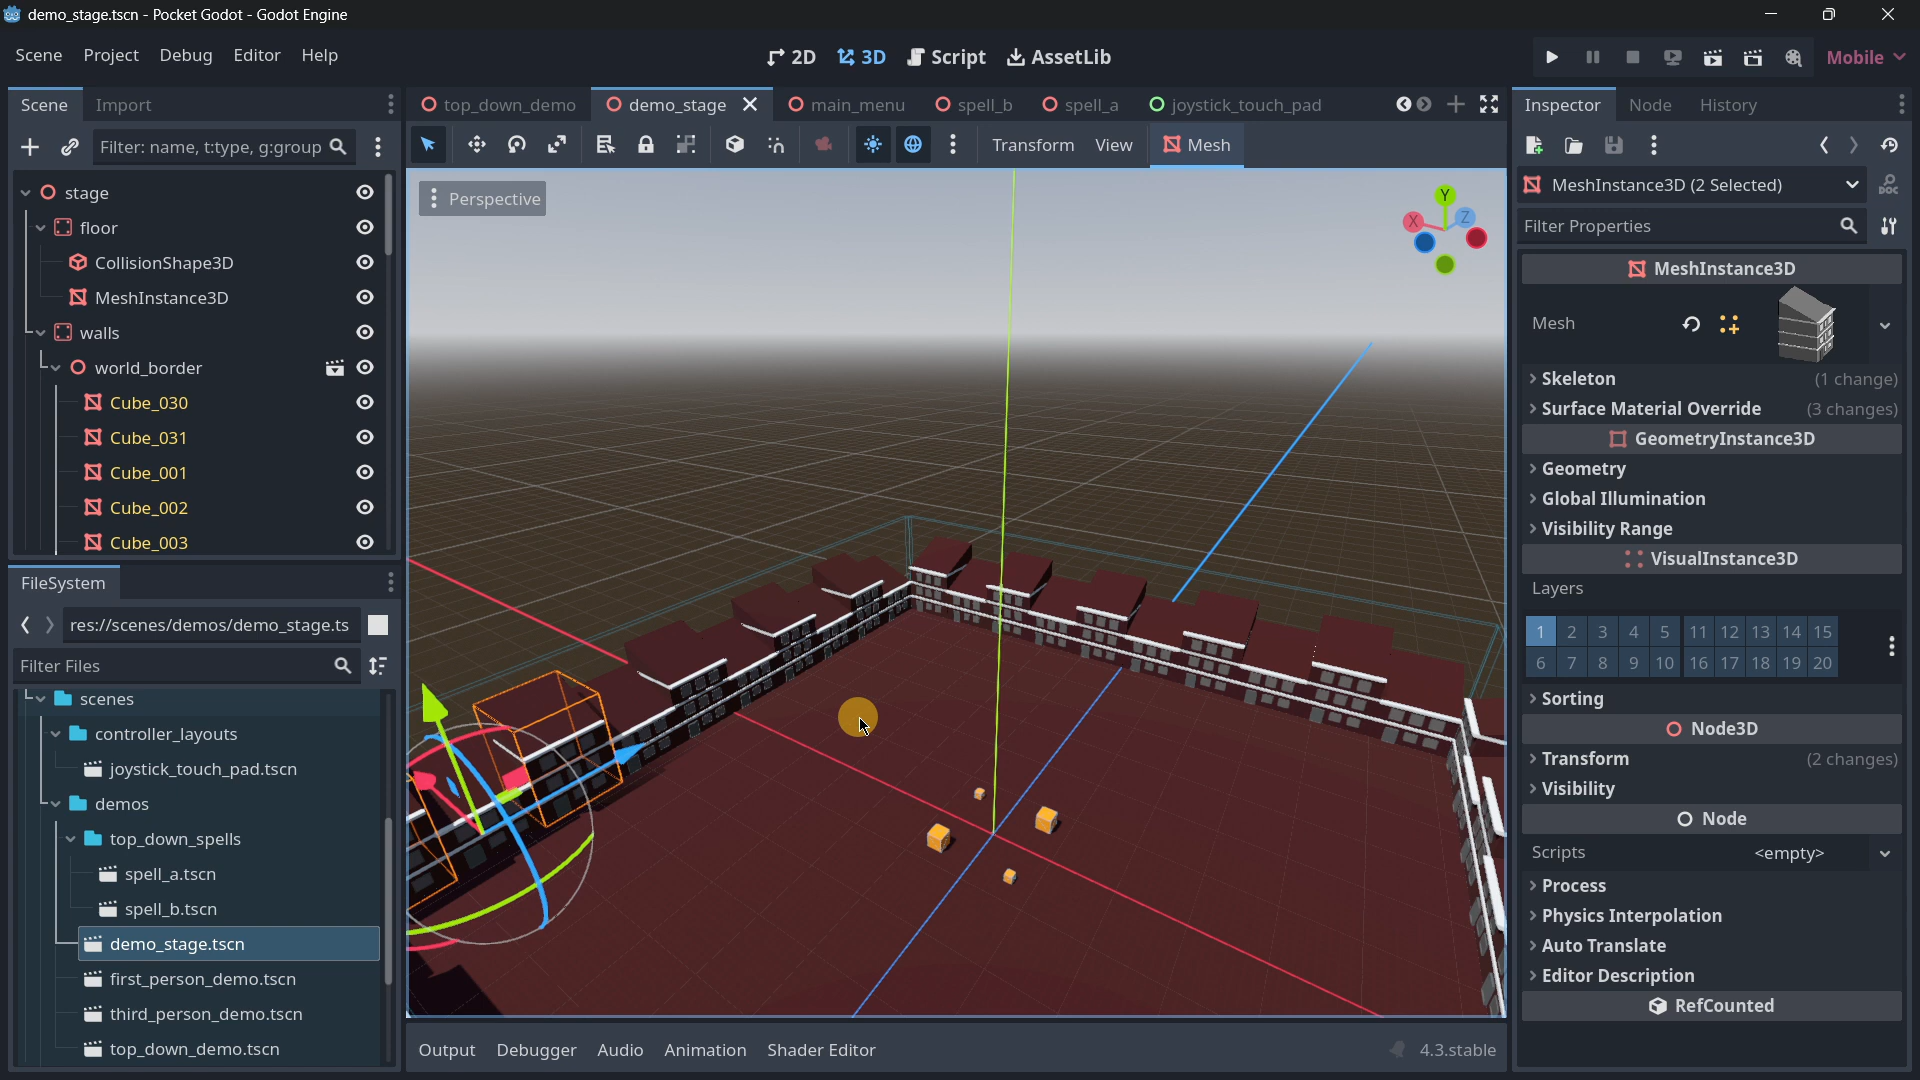 demo_stage.tscn - Pocket Godot - Godot Engine
Scene Project Debug Editor Help
2D 3D Script AssetLib
Mobile
Scene Import
top_down_demo demo_stage main_menu spell_b spell_a joystick_touch_pad
Inspector Node History
Filter: name, t:type, g:group
Transform View Mesh
stage
floor
CollisionShape3D
MeshInstance3D
walls
world_border
Cube_030
Cube_031
Cube_001
Cube_002
Cube_003
Perspective
Y
X
Z
FileSystem
res://scenes/demos/demo_stage.ts
Filter Files
scenes
controller_layouts
joystick_touch_pad.tscn
demos
top_down_spells
spell_a.tscn
spell_b.tscn
demo_stage.tscn
first_person_demo.tscn
third_person_demo.tscn
top_down_demo.tscn
Output Debugger Audio Animation Shader Editor
4.3.stable
MeshInstance3D (2 Selected)
DOC
Filter Properties
MeshInstance3D
Mesh
Skeleton (1 change)
Surface Material Override (3 changes)
GeometryInstance3D
Geometry
Global Illumination
Visibility Range
VisualInstance3D
Layers
1 2 3 4 5 11 12 13 14 15
6 7 8 9 10 16 17 18 19 20
Sorting
Node3D
Transform (2 changes)
Visibility
Node
Scripts <empty>
Process
Physics Interpolation
Auto Translate
Editor Description
RefCounted